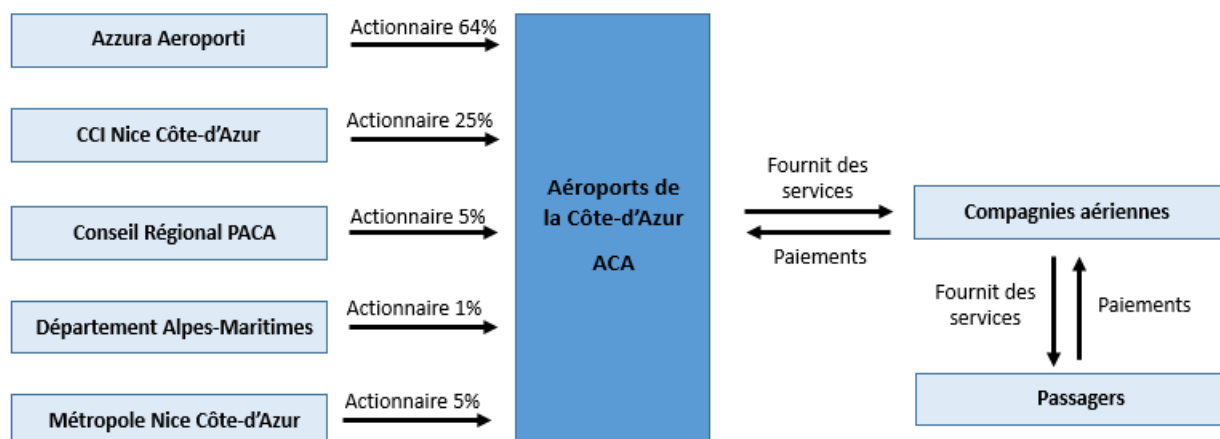 Azzura Aeroporti
Actionnaire 64%
CCI Nice Côte-d'Azur
Actionnaire 25%
Conseil Régional PACA
Actionnaire 5%
Département Alpes-Maritimes
Actionnaire 1%
Métropole Nice Côte-d'Azur
Actionnaire 5%
Aéroports de
la Côte-d'Azur
ACA
Fournit des
services
Paiements
Compagnies aériennes
Fournit des
services
Paiements
Passagers